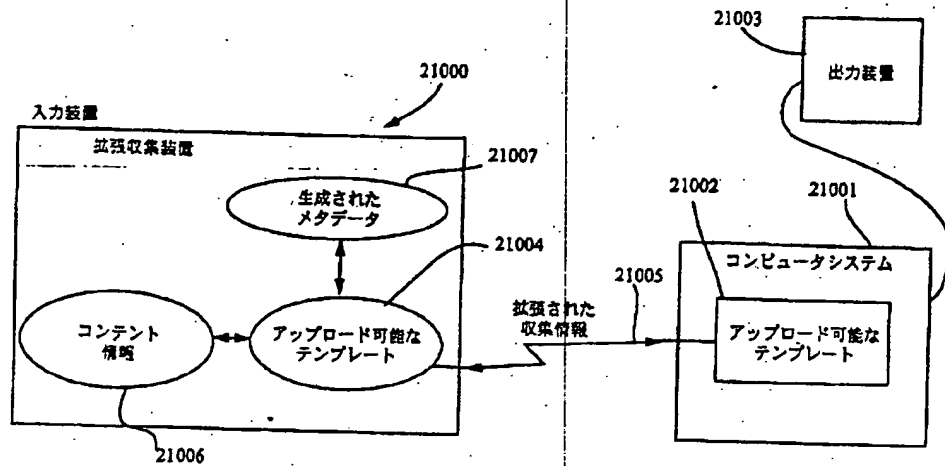 21003
出力装置
21000
入力装置
拡張収集装置
21007
生成された
メタデータ
21002
21001
21004
コンピュータシステム
21005
拡張された
収集情報
コンテント
情報
アップロード可能な
テンプレート
アップロード可能な
テンプレート
21006